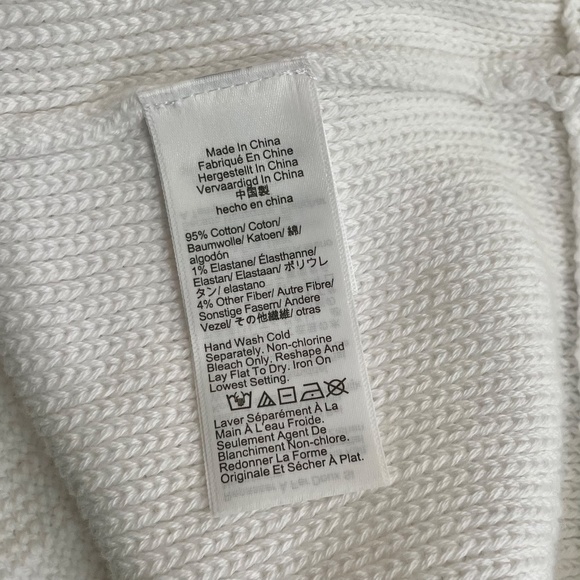 Made In China
Fabriqué En Chine
Hergestellt In China
Vervaardigd In China
中国製
hecho en china
95% Cotton/ Coton/
Baumwolle/ Katoen/ 綿/
algodón
1% Elastane/ Élasthanne/
Elastan/ Elastaan/ ポリウレ
タン/ elastano
4% Other Fiber/ Autre Fibre/
Sonstige Fasern/ Andere
Vezel/ その他繊維/ otras
Hand Wash Cold
Separately. Non-chlorine
Bleach Only. Reshape And
Lay Flat To Dry. Iron On
Lowest Setting.
Laver Séparément À La
Main À L'eau Froide.
Seulement Agent De
Blanchiment Non-chlore.
Redonner La Forme
Originale Et Sécher À Plat.